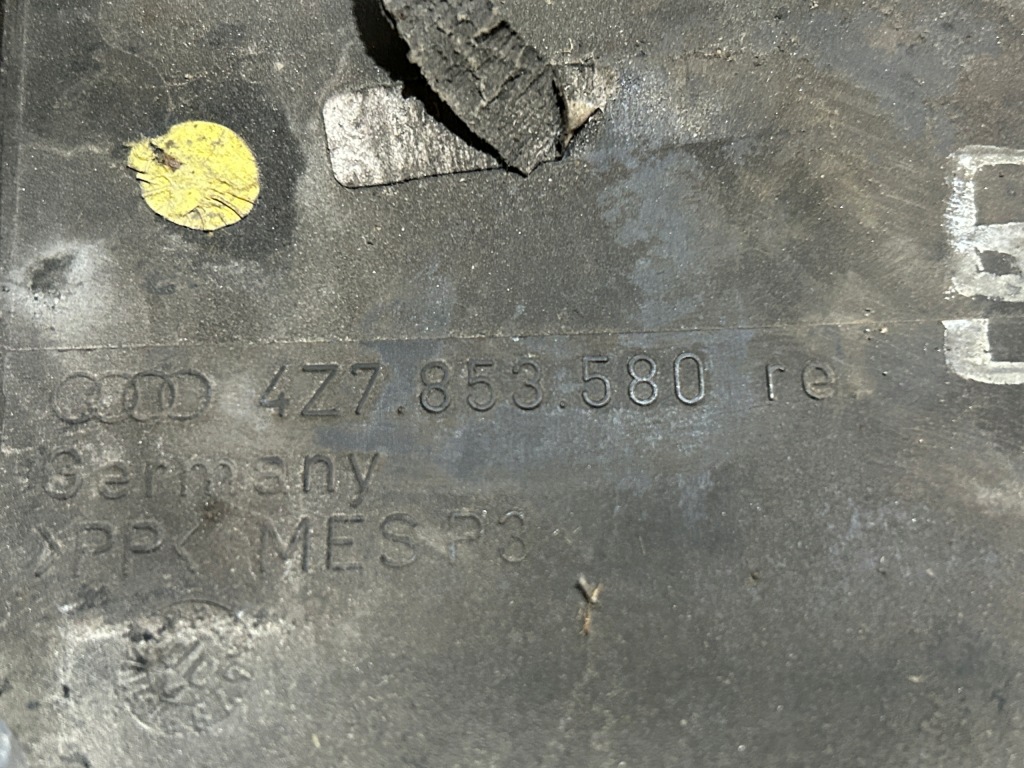 4Z7.853.580 re.
Germany
>PP< MES P3